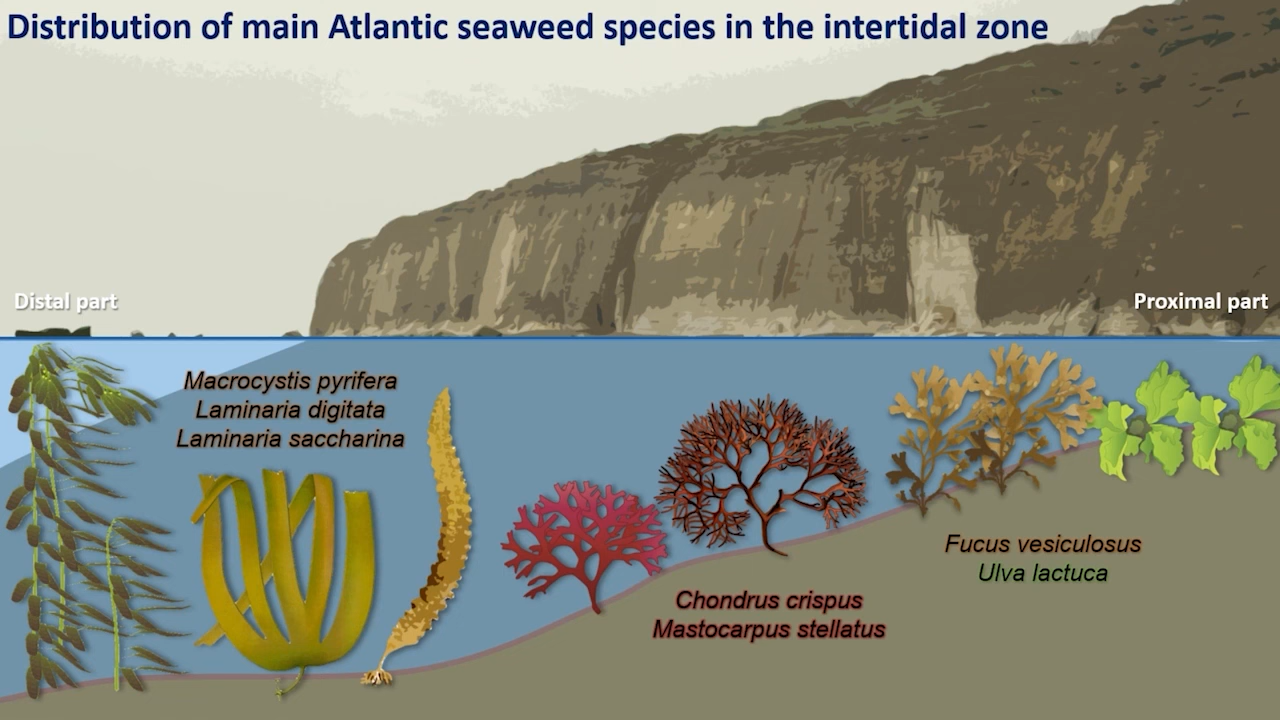 Distribution of main Atlantic seaweed species in the intertidal zone
Distal part
Proximal part
Macrocystis pyrifera
Laminaria digitata
Laminaria saccharina
Chondrus crispus
Mastocarpus stellatus
Fucus vesiculosus
Ulva lactuca